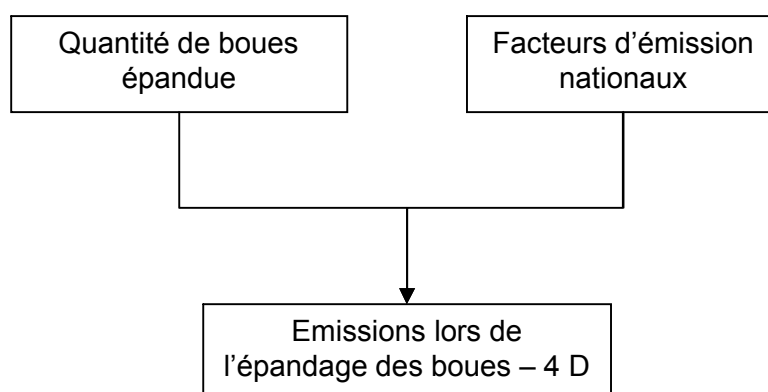 Quantité de boues
épandue
Facteurs d’émission
nationaux
Emissions lors de
l’épandage des boues – 4 D